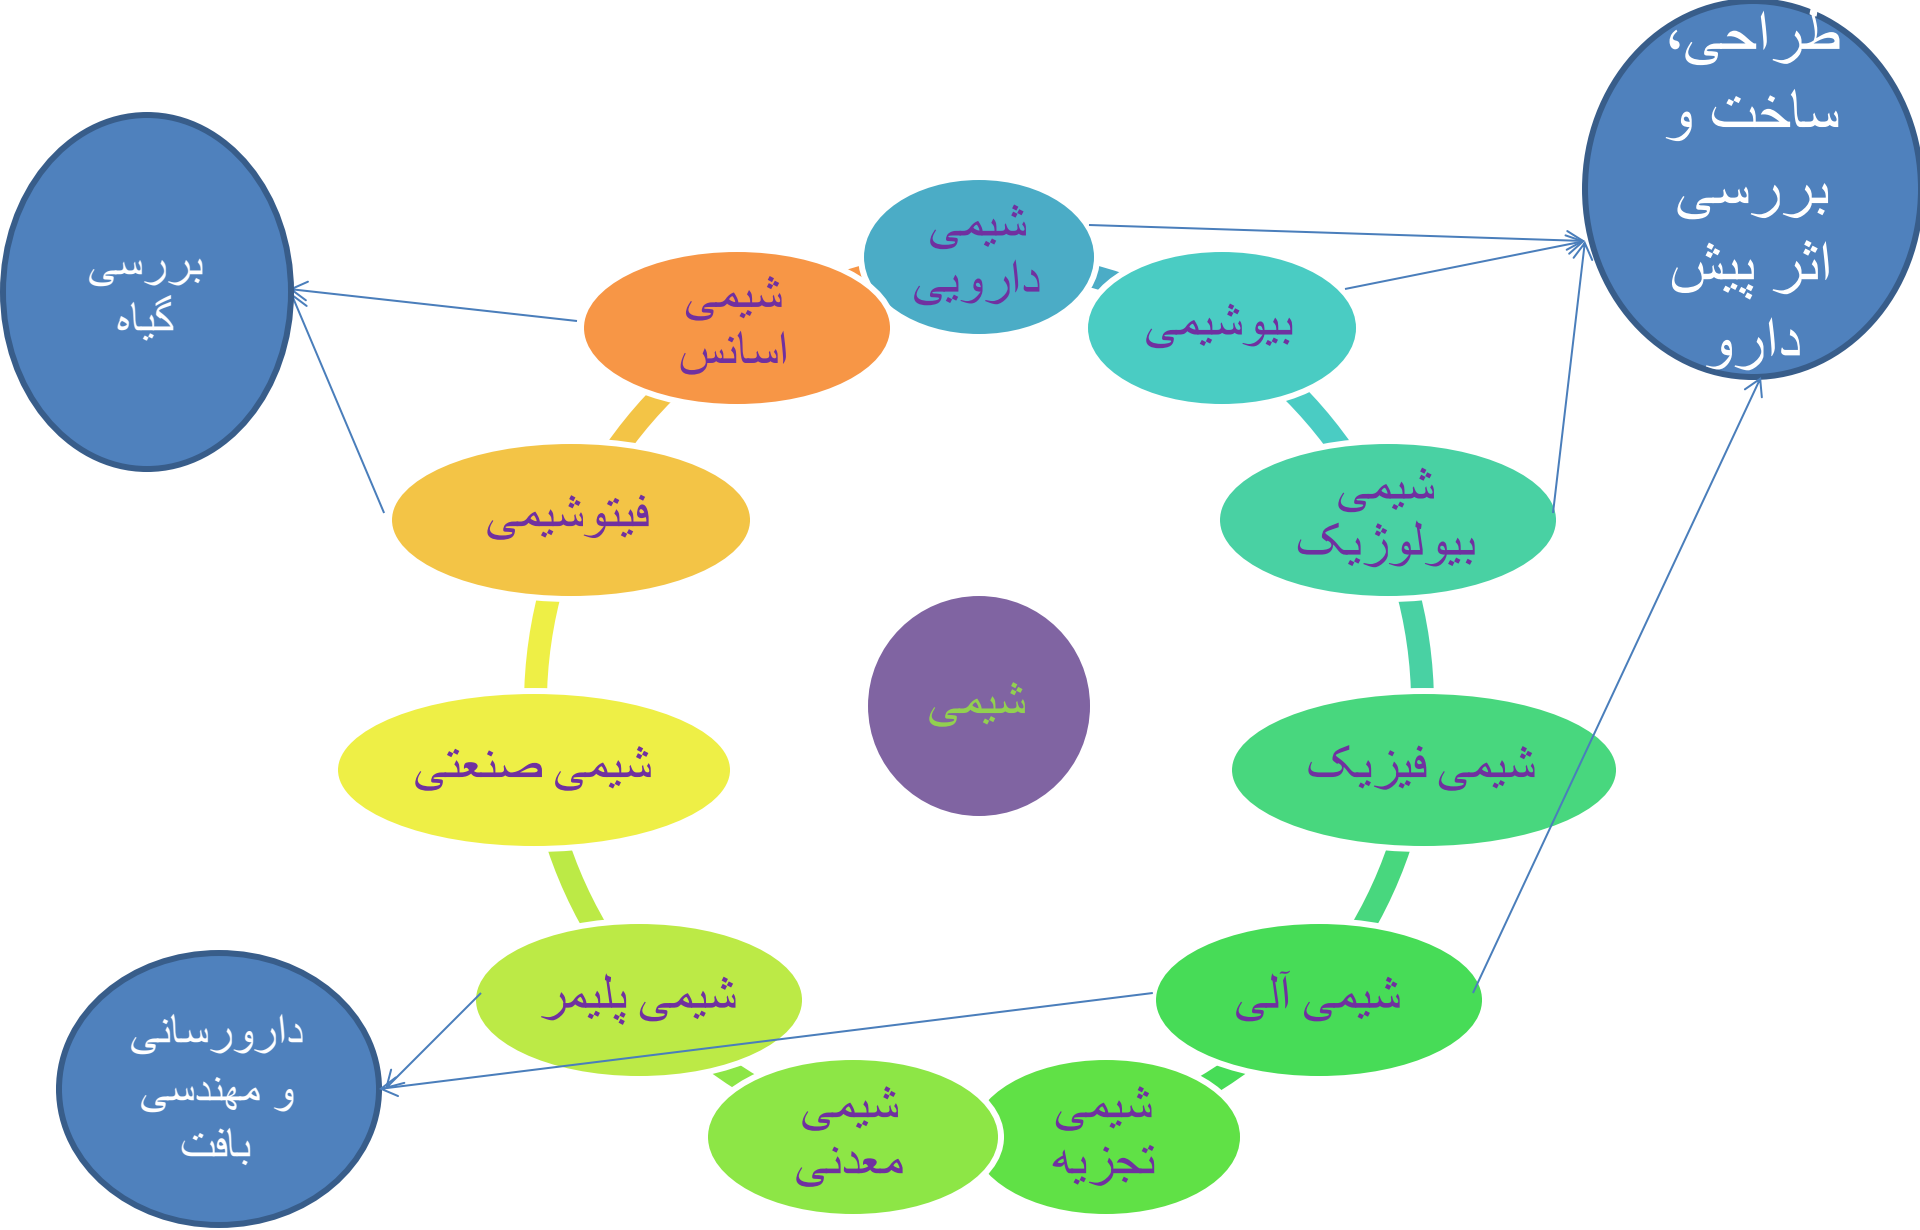 طراحی،
ساخت و
بررسی
اثر پیش
دارو
شیمی
دارویی
بیوشیمی
شیمی
بیولوژیک
شیمی فیزیک
شیمی آلی
شیمی
تجزیه
شیمی
معدنی
شیمی پلیمر
شیمی صنعتی
فیتوشیمی
شیمی
اسانس
شیمی
بررسی
گیاه
دارورسانی
و مهندسی
بافت